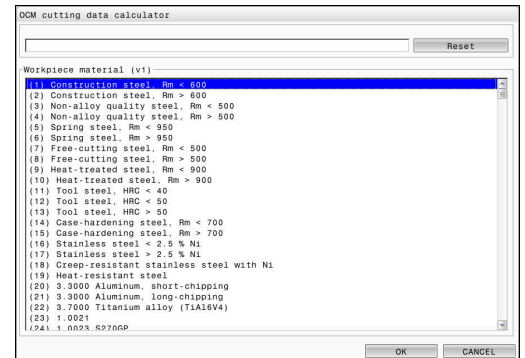 OCM cutting data calculator
Reset
Workpiece material (v1)
(1) Construction steel, Rm < 600
(2) Construction steel, Rm > 600
(3) Non-alloy quality steel, Rm < 500
(4) Non-alloy quality steel, Rm > 500
(5) Spring steel, Rm < 950
(6) Spring steel, Rm > 950
(7) Free-cutting steel, Rm < 500
(8) Free-cutting steel, Rm > 500
(9) Heat-treated steel, Rm < 900
(10) Heat-treated steel, Rm > 900
(11) Tool steel, HRC < 40
(12) Tool steel, HRC < 50
(13) Tool steel, HRC > 50
(14) Case-hardening steel, Rm < 700
(15) Case-hardening steel, Rm > 700
(16) Stainless steel < 2.5 % Ni
(17) Stainless steel > 2.5 % Ni
(18) Creep-resistant stainless steel with Ni
(19) Heat-resistant steel
(20) 3.3000 Aluminum, short-chipping
(21) 3.3000 Aluminum, long-chipping
(22) 3.7000 Titanium alloy (TiAl6V4)
(23) 1.0021
(24) 1.0023 S270GP
OK CANCEL